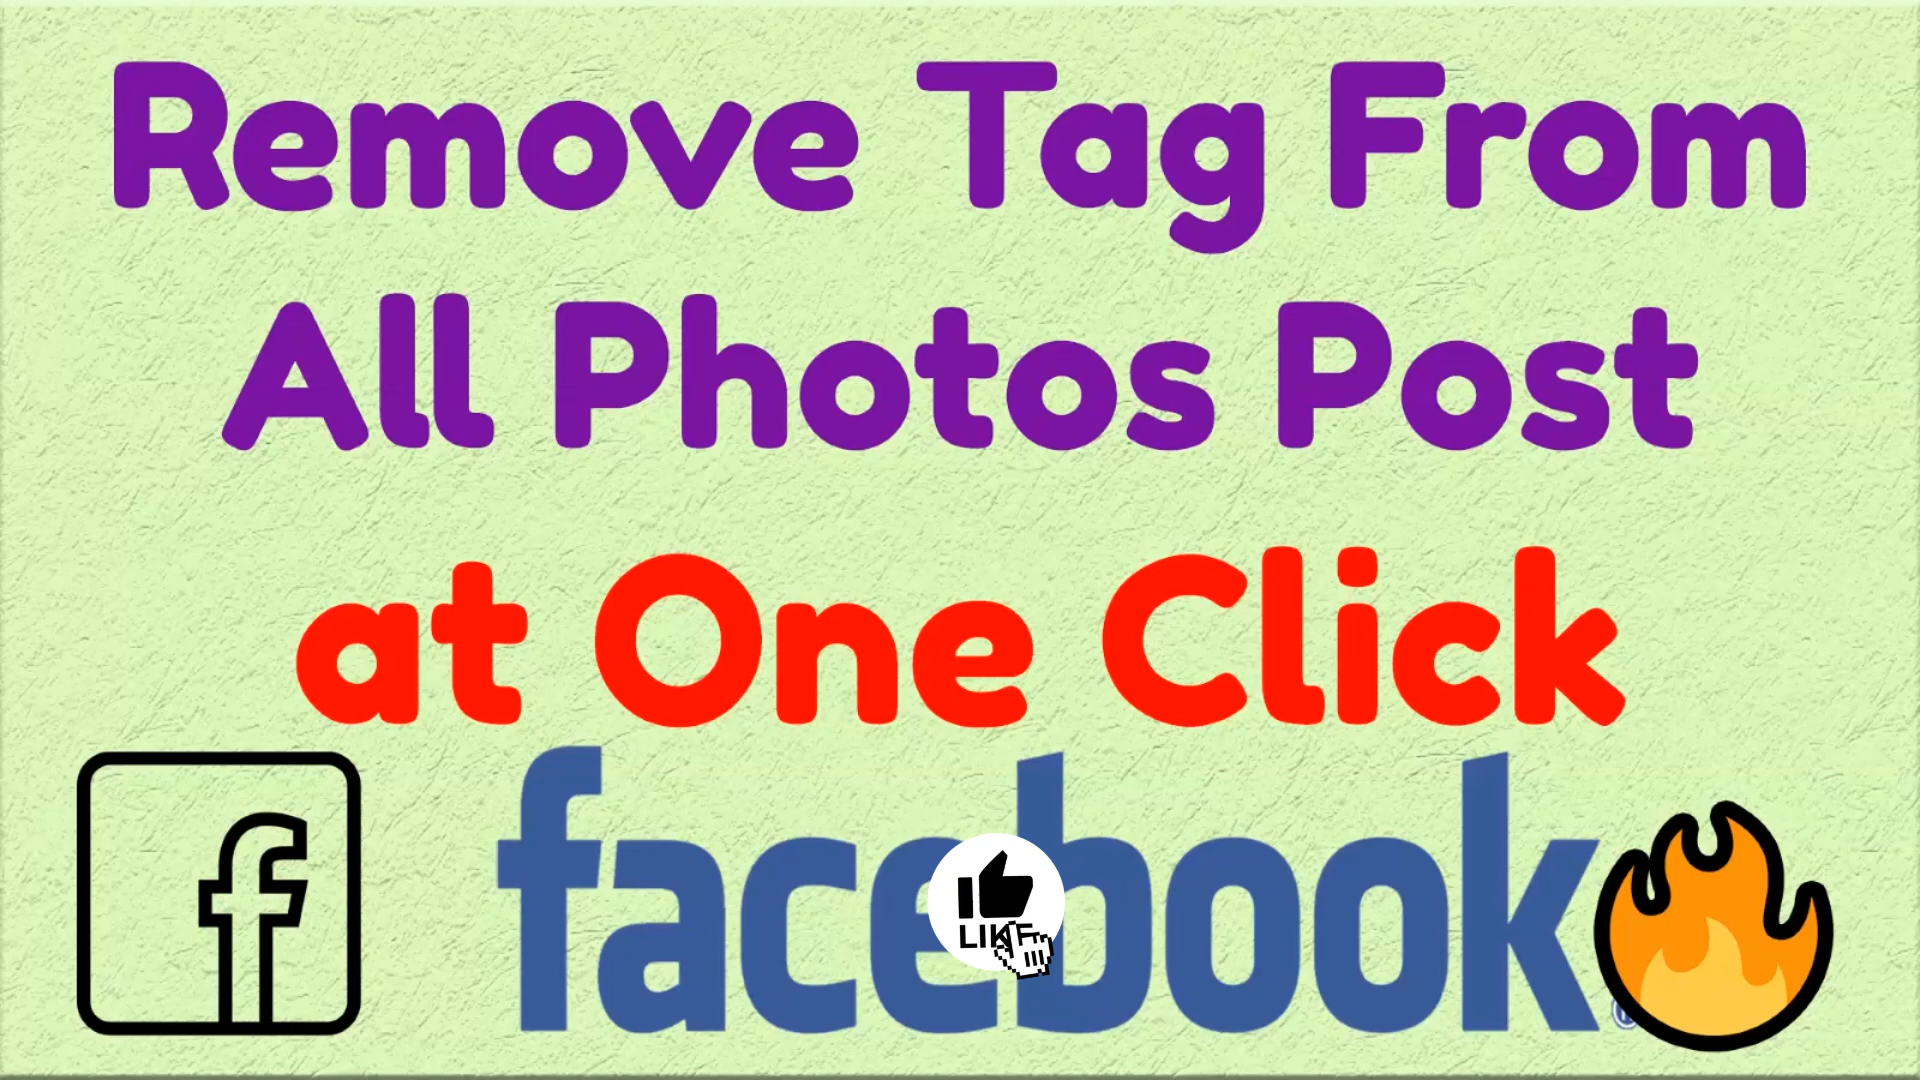 Remove Tag From
All Photos Post
at One Click
f
facebook
LIKE